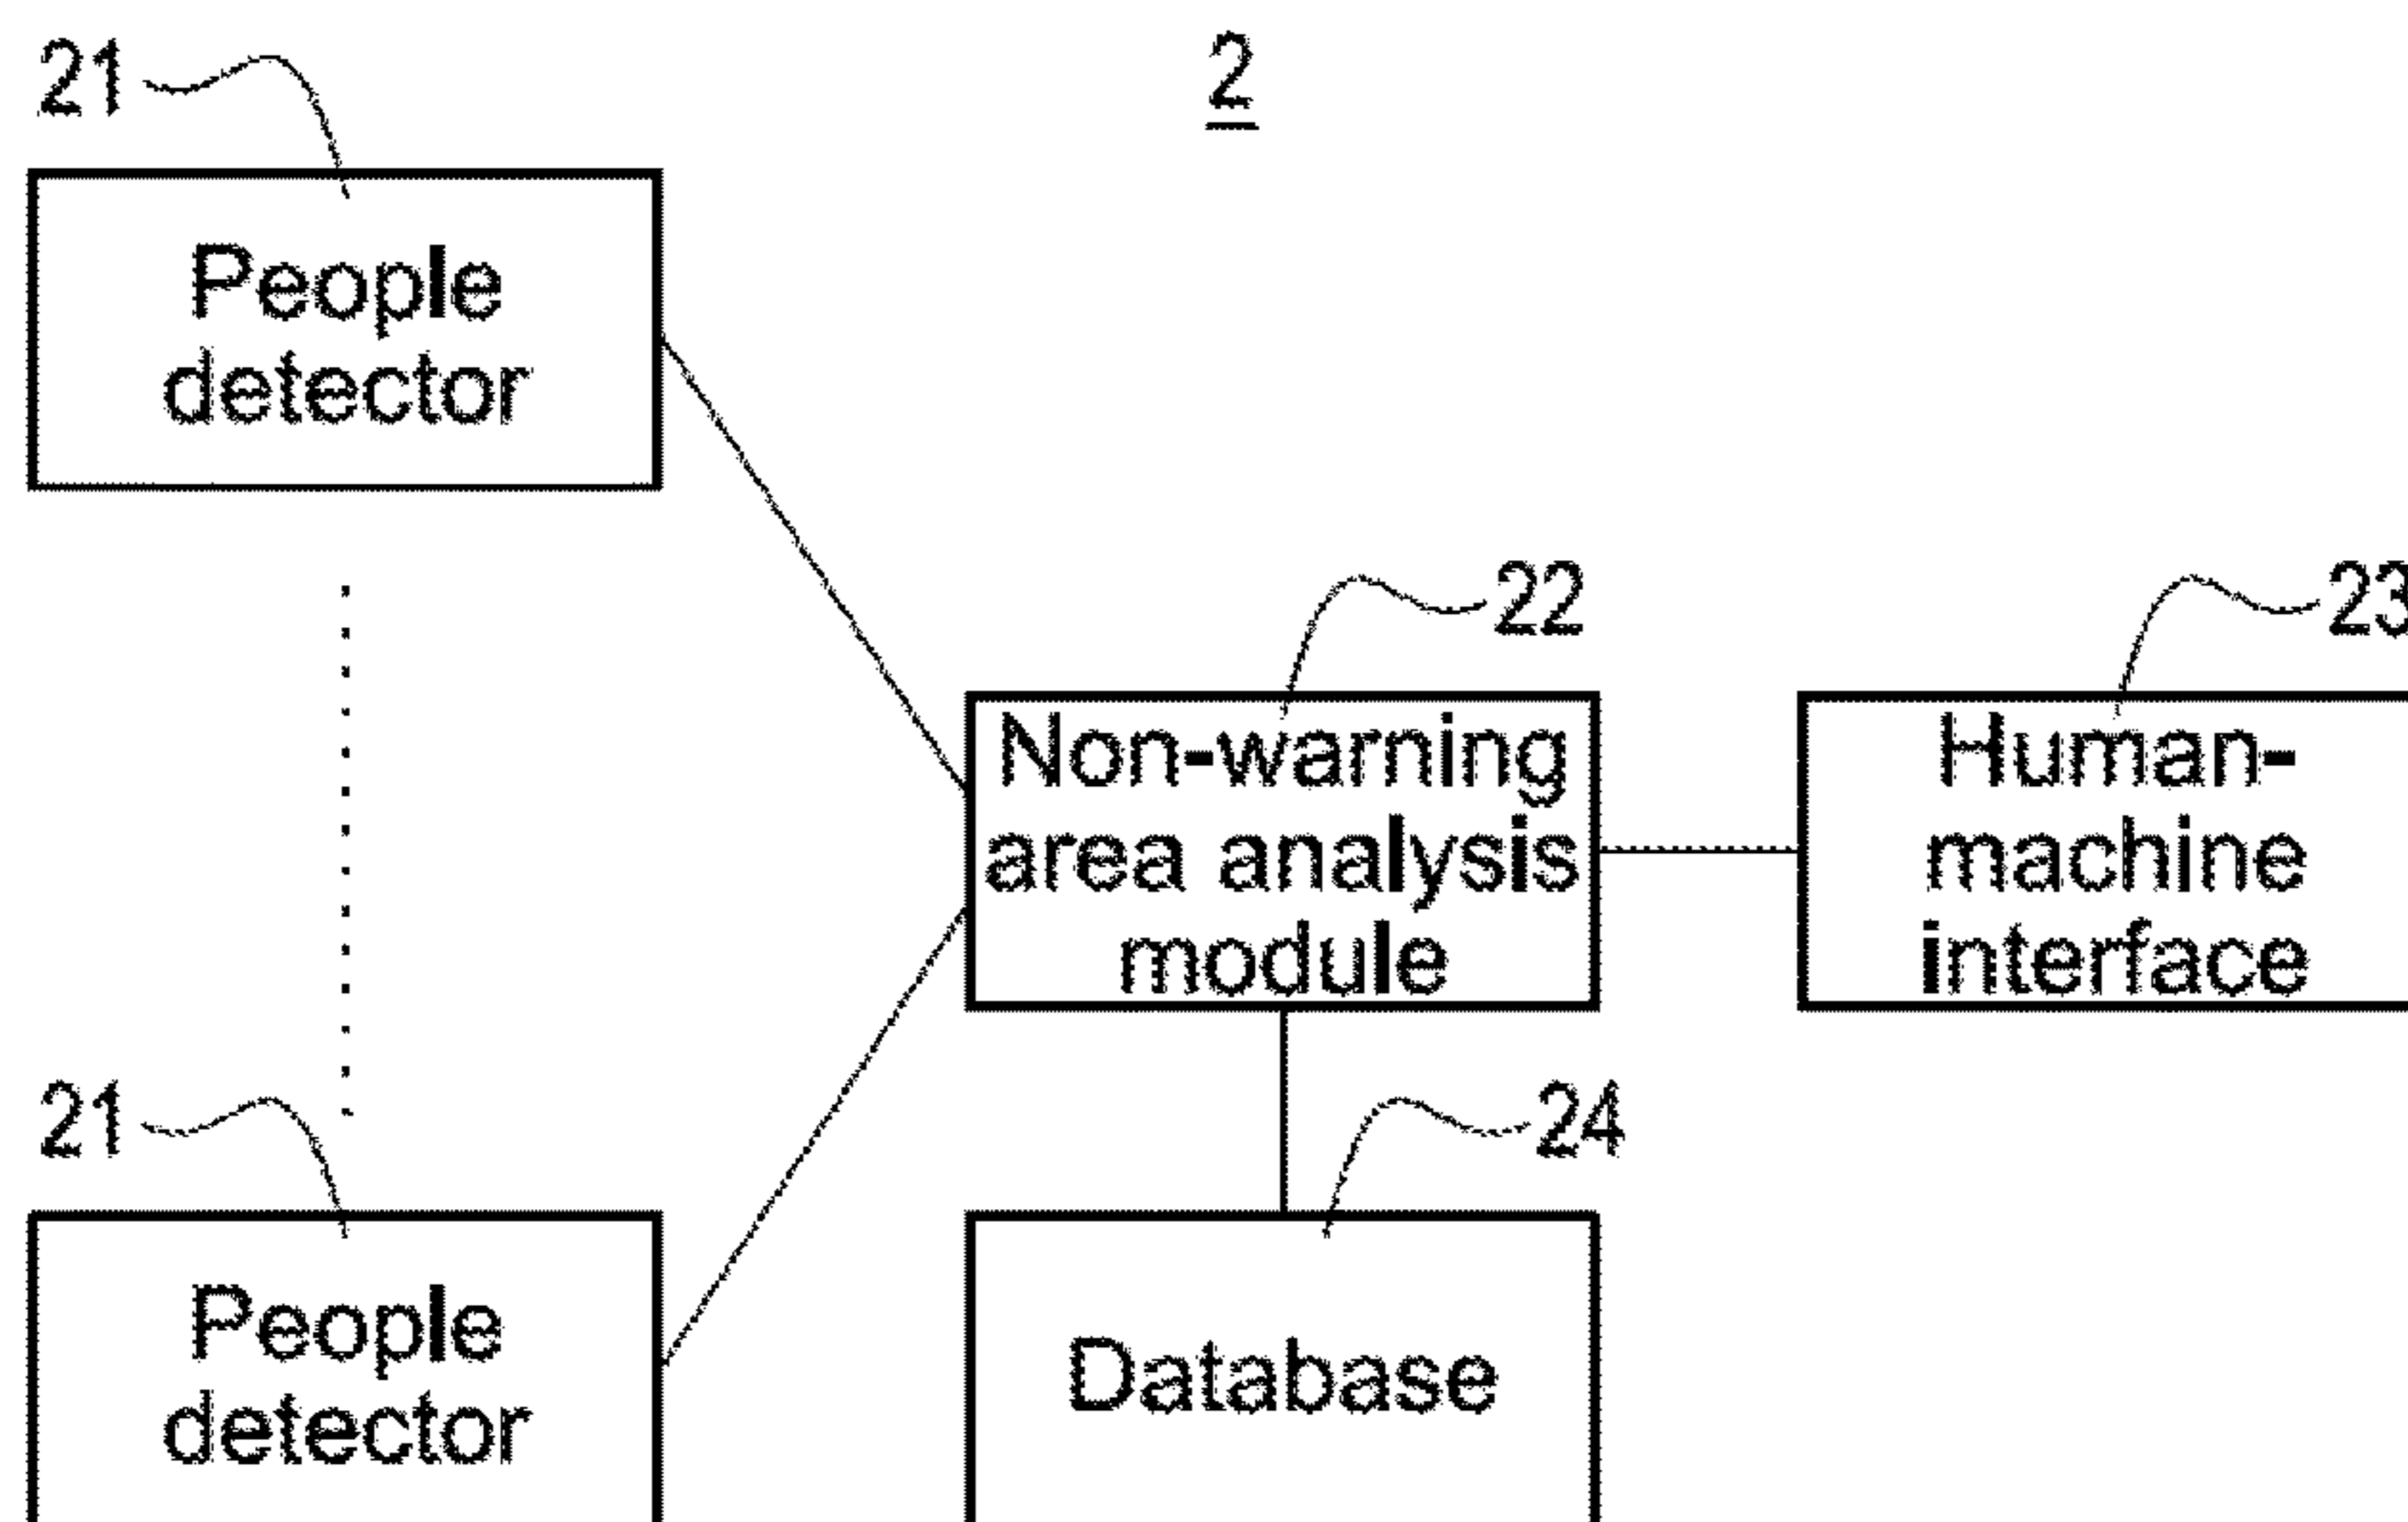 21
2
People
detector
22
23
Non-warning
area analysis
module
Human-
machine
interface
21
24
People
detector
Database